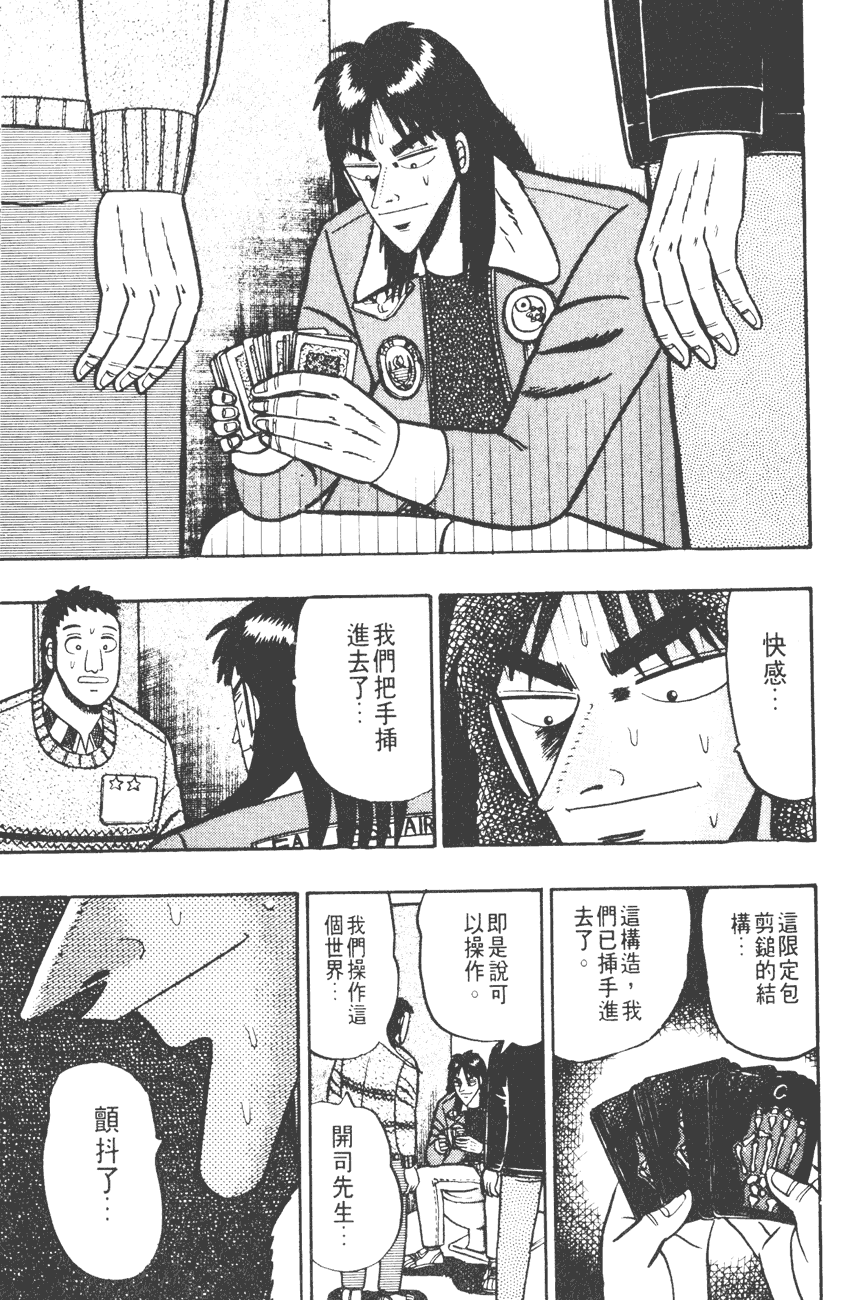 快感…
我們把手挿
進去了…
這限定包
剪鎚的結
構…
這構造，我
們已挿手進
去了。
即是說可
以操作。
我們操作這
個世界…
開司先生…
顫抖了…